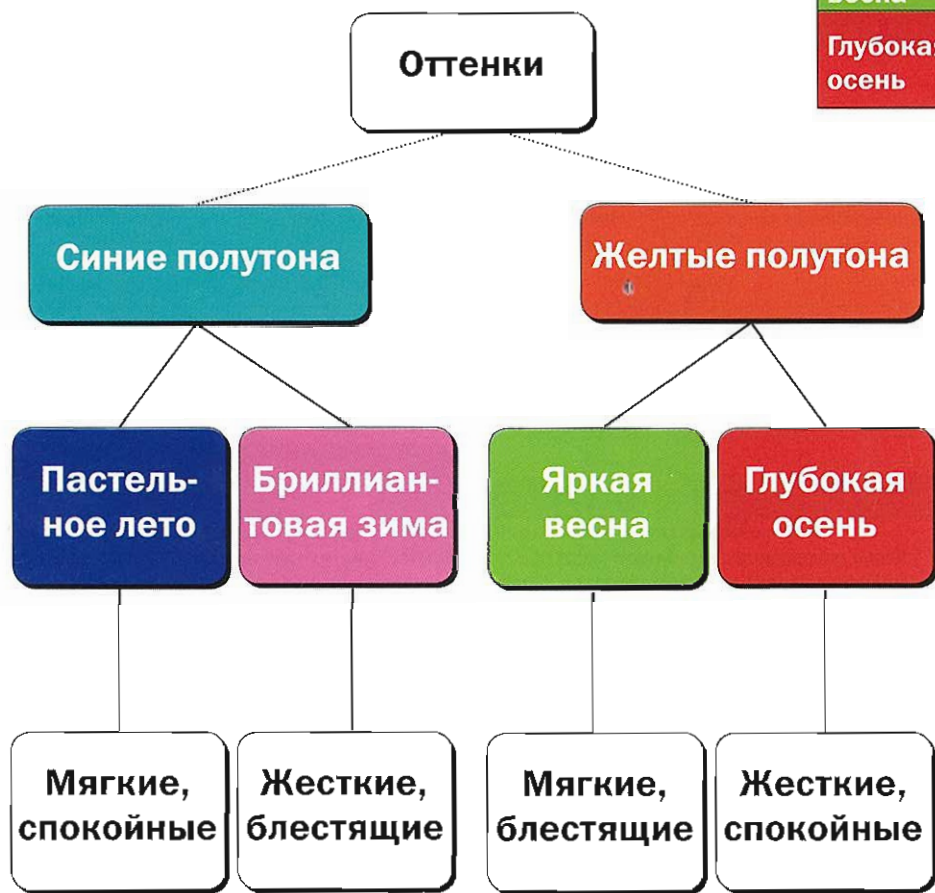 Глубокая
осень
Оттенки
Синие полутона
Желтые полутона
Пастель-
ное лето
Бриллиан-
товая зима
Яркая
весна
Глубокая
осень
Мягкие,
спокойные
Жесткие,
блестящие
Мягкие,
блестящие
Жесткие,
спокойные